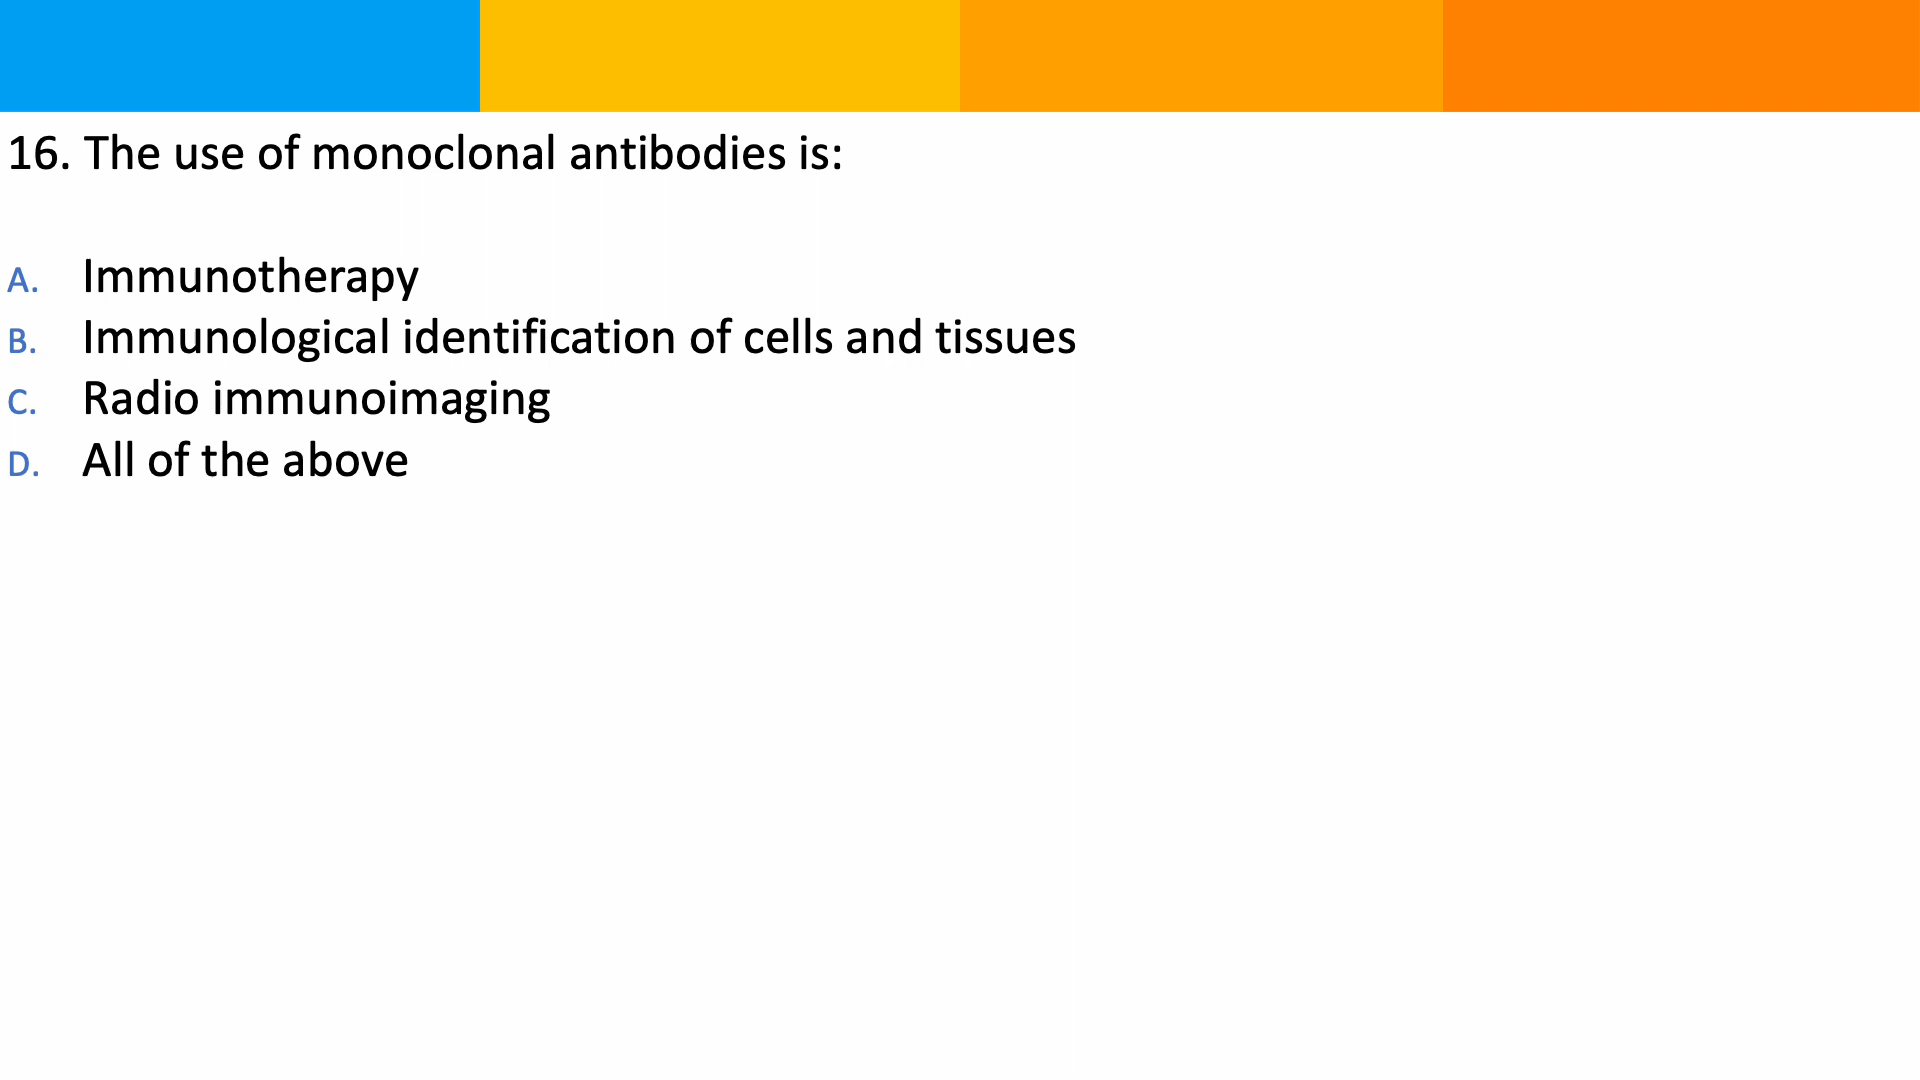 16. The use of monoclonal antibodies is:
A. Immunotherapy
B. Immunological identification of cells and tissues
C. Radio immunoimaging
D. All of the above